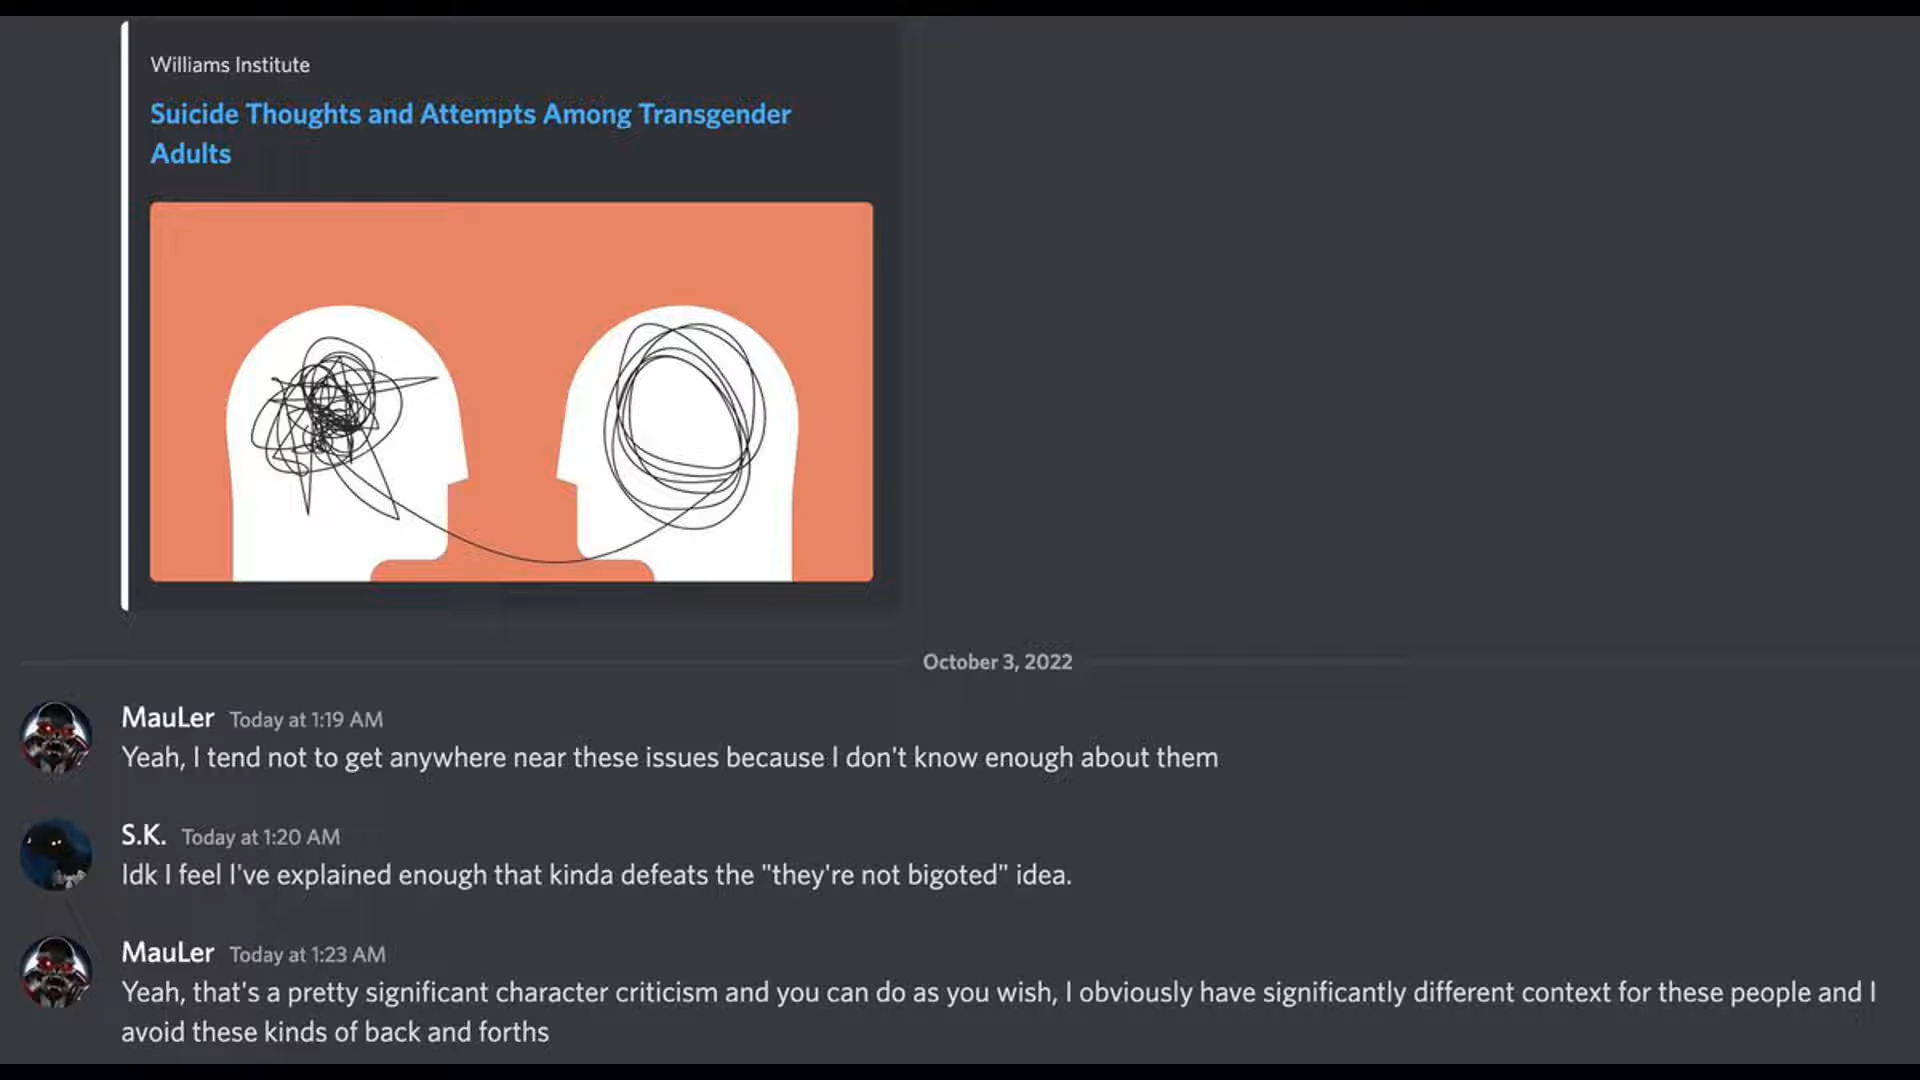 Williams Institute
Suicide Thoughts and Attempts Among Transgender
Adults
October 3, 2022
MauLer Today at 1:19 AM
Yeah, I tend not to get anywhere near these issues because I don't know enough about them
S.K. Today at 1:20 AM
Idk I feel I've explained enough that kinda defeats the "they're not bigoted" idea.
MauLer Today at 1:23 AM
Yeah, that's a pretty significant character criticism and you can do as you wish, I obviously have significantly different context for these people and I
avoid these kinds of back and forths